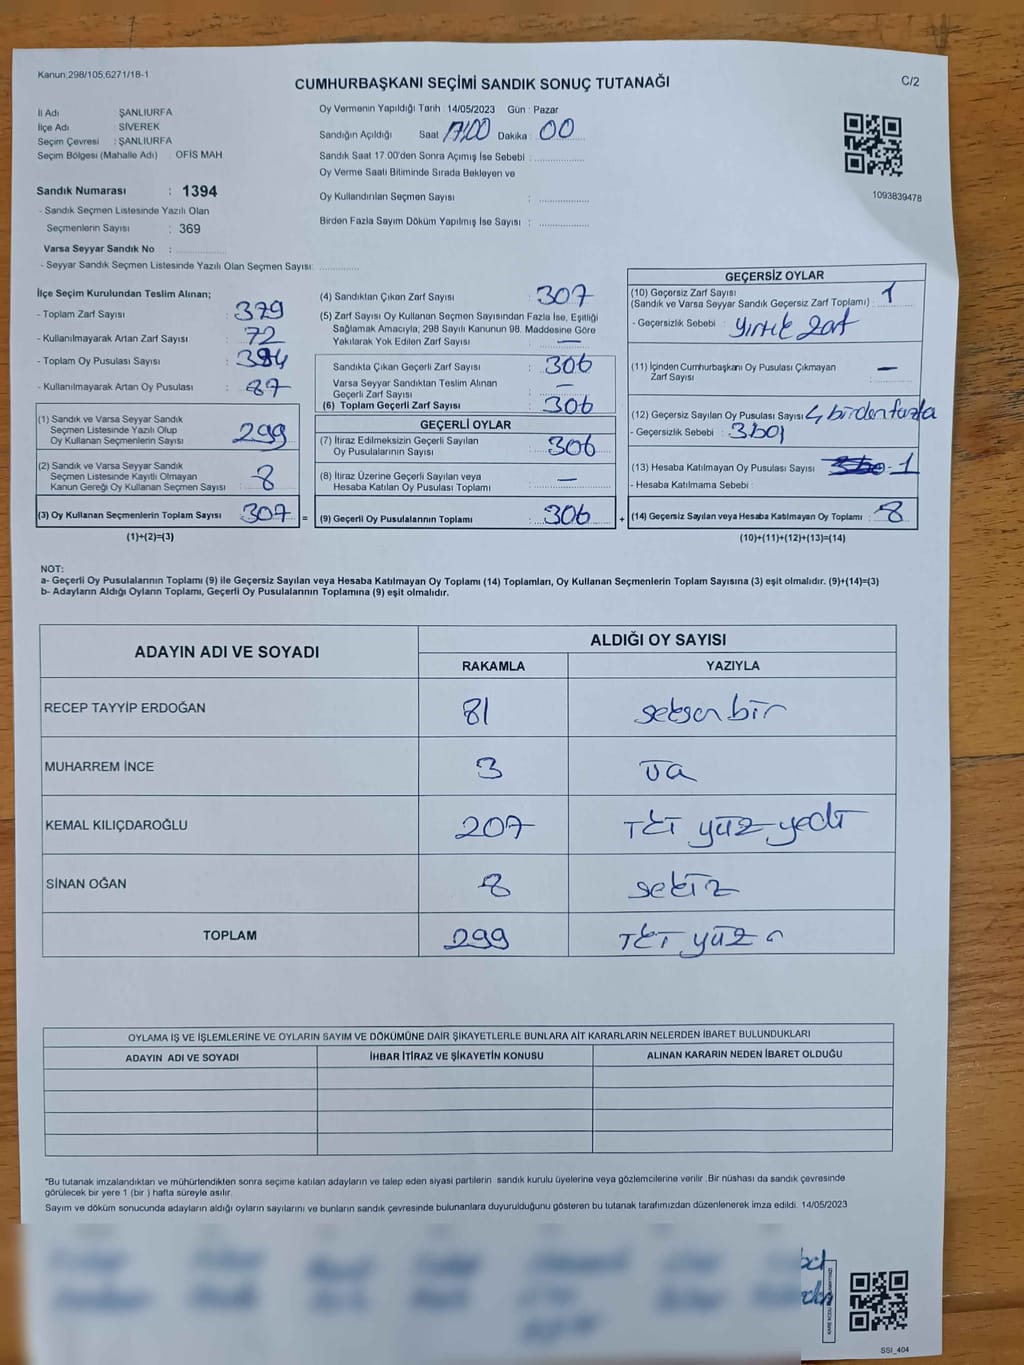 Kanun,298/105,6271/18-1
CUMHURBAŞKANI SEÇİMİ SANDIK SONUÇ TUTANAĞI
C/2
İl Adı : ŞANLIURFA
İlçe Adı : SİVEREK
Seçim Çevresi : ŞANLIURFA
Seçim Bölgesi (Mahalle Adı) : OFİS MAH
Sandık Numarası : 1394
- Sandık Seçmen Listesinde Yazılı Olan
Seçmenlerin Sayısı : 369
Varsa Seyyar Sandık No :
- Seyyar Sandık Seçmen Listesinde Yazılı Olan Seçmen Sayısı:
Oy Vermenin Yapıldığı Tarih : 14/05/2023 Gün : Pazar
Sandığın Açıldığı Saat 17:00 Dakika : 00
Sandık Saat 17.00'den Sonra Açımış İse Sebebi :
Oy Verme Saati Bitiminde Sırada Bekleyen ve
Oy Kullandırılan Seçmen Sayısı :
Birden Fazla Sayım Döküm Yapılmış İse Sayısı :
1093839478
İlçe Seçim Kurulundan Teslim Alınan;
- Toplam Zarf Sayısı : 379
- Kullanılmayarak Artan Zarf Sayısı : 72
- Toplam Oy Pusulası Sayısı : 394
- Kullanılmayarak Artan Oy Pusulası : 87
(1) Sandık ve Varsa Seyyar Sandık
Seçmen Listesinde Yazılı Olup
Oy Kullanan Seçmenlerin Sayısı : 299
(2) Sandık ve Varsa Seyyar Sandık
Seçmen Listesinde Kayıtlı Olmayan
Kanun Gereği Oy Kullanan Seçmen Sayısı : 8
(3) Oy Kullanan Seçmenlerin Toplam Sayısı : 307 =
(1)+(2)=(3)
(4) Sandıktan Çıkan Zarf Sayısı : 307
(5) Zarf Sayısı Oy Kullanan Seçmen Sayısından Fazla İse, Eşitliği
Sağlamak Amacıyla; 298 Sayılı Kanunun 98. Maddesine Göre
Yakılarak Yok Edilen Zarf Sayısı : —
Sandıkta Çıkan Geçerli Zarf Sayısı : 306
Varsa Seyyar Sandıktan Teslim Alınan
Geçerli Zarf Sayısı : —
(6) Toplam Geçerli Zarf Sayısı : 306
GEÇERLİ OYLAR
(7) İtiraz Edilmeksizin Geçerli Sayılan
Oy Pusulalarının Sayısı : 306
(8) İtiraz Üzerine Geçerli Sayılan veya
Hesaba Katılan Oy Pusulası Toplamı : —
(9) Geçerli Oy Pusulalarının Toplamı : 306 +
GEÇERSİZ OYLAR
(10) Geçersiz Zarf Sayısı
(Sandık ve Varsa Seyyar Sandık Geçersiz Zarf Toplamı) : 1
- Geçersizlik Sebebi : yırtık zarf
(11) İçinden Cumhurbaşkanı Oy Pusulası Çıkmayan
Zarf Sayısı : —
(12) Geçersiz Sayılan Oy Pusulası Sayısı : 4 birden fazla
- Geçersizlik Sebebi :
(13) Hesaba Katılmayan Oy Pusulası Sayısı : 1
- Hesaba Katılmama Sebebi :
(14) Geçersiz Sayılan veya Hesaba Katılmayan Oy Toplamı : 8
(10)+(11)+(12)+(13)=(14)
NOT:
a- Geçerli Oy Pusulalarının Toplamı (9) ile Geçersiz Sayılan veya Hesaba Katılmayan Oy Toplamı (14) Toplamları, Oy Kullanan Seçmenlerin Toplam Sayısına (3) eşit olmalıdır. (9)+(14)=(3)
b- Adayların Aldığı Oyların Toplamı, Geçerli Oy Pusulalarının Toplamına (9) eşit olmalıdır.
ADAYIN ADI VE SOYADI
ALDIĞI OY SAYISI
RAKAMLA YAZIYLA
RECEP TAYYİP ERDOĞAN 81 seksen bir
MUHARREM İNCE 3 üç
KEMAL KILIÇDAROĞLU 207 iki yüz yedi
SİNAN OĞAN 8 sekiz
TOPLAM 299 iki yüz
OYLAMA İŞ VE İŞLEMLERİNE VE OYLARIN SAYIM VE DÖKÜMÜNE DAİR ŞİKAYETLERLE BUNLARA AİT KARARLARIN NELERDEN İBARET BULUNDUKLARI
ADAYIN ADI VE SOYADI İHBAR İTİRAZ VE ŞİKAYETİN KONUSU ALINAN KARARIN NEDEN İBARET OLDUĞU
"Bu tutanak imzalandıktan ve mühürlendikten sonra seçime katılan adayların ve talep eden siyasi partilerin sandık kurulu üyelerine veya gözlemcilerine verilir .Bir nüshası da sandık çevresinde
görülecek bir yere 1 (bir ) hafta süreyle asılır.
Sayım ve döküm sonucunda adayların aldığı oyların sayılarını ve bunların sandık çevresinde bulunanlara duyurulduğunu gösteren bu tutanak tarafımızdan düzenlenerek imza edildi. 14/05/2023
SSI_404